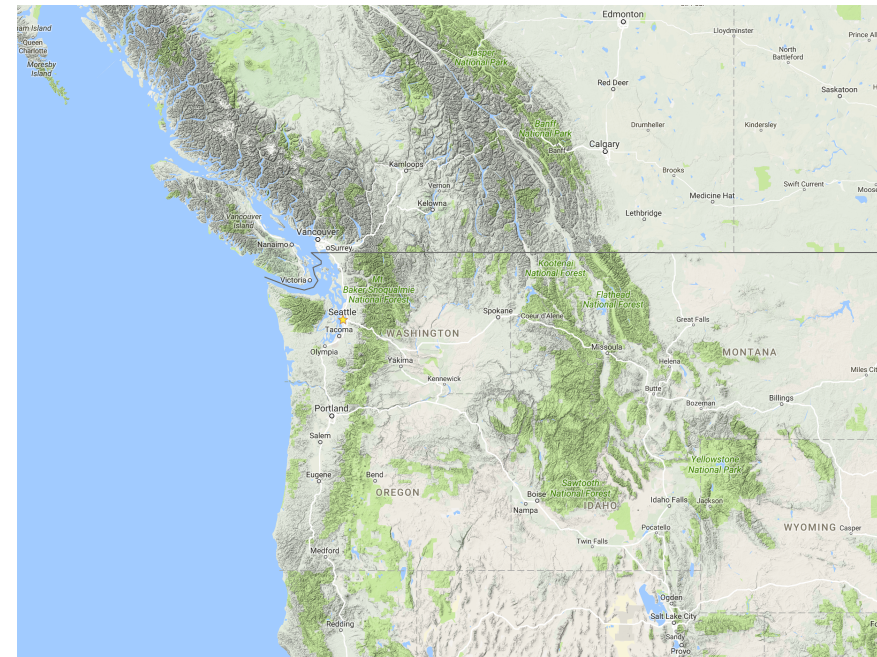 Edmonton
Lloydminster
Queen
Charlotte
Moresby
Island
Jasper
National Park
North
Battleford
Prince Al
Red Deer
Saskatoon
Drumheller
Kindersley
Banff
National Park
Banff
Calgary
Kamloops
Brooks
Vernon
Swift Current
Moose
Kelowna
Medicine Hat
Lethbridge
Vancouver
Island
Vancouver
Nanaimo
Surrey
Kootenai
National Forest
Victoria
Mt.
Baker Snoqualmie
National Forest
Flathead
National Forest
Seattle
Spokane
Coeur d'Alene
Great Falls
Tacoma
WASHINGTON
Olympia
Missoula
MONTANA
Yakima
Helena
Kennewick
Miles Cit
Butte
Portland
Bozeman
Billings
Salem
Yellowstone
National Park
Eugene
Bend
Sawtooth
National Forest
OREGON
Boise
IDAHO
Idaho Falls
Jackson
Nampa
WYOMING
Casper
Pocatello
Twin Falls
Medford
Ogden
Salt Lake City
Redding
Sandy
Provo